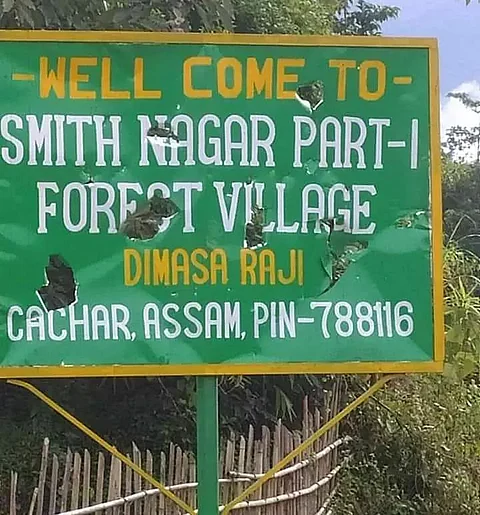 -WELL COME TO-
SMITH NAGAR PART-I
FOREST VILLAGE
DIMASA RAJI
CACHAR, ASSAM, PIN-788116